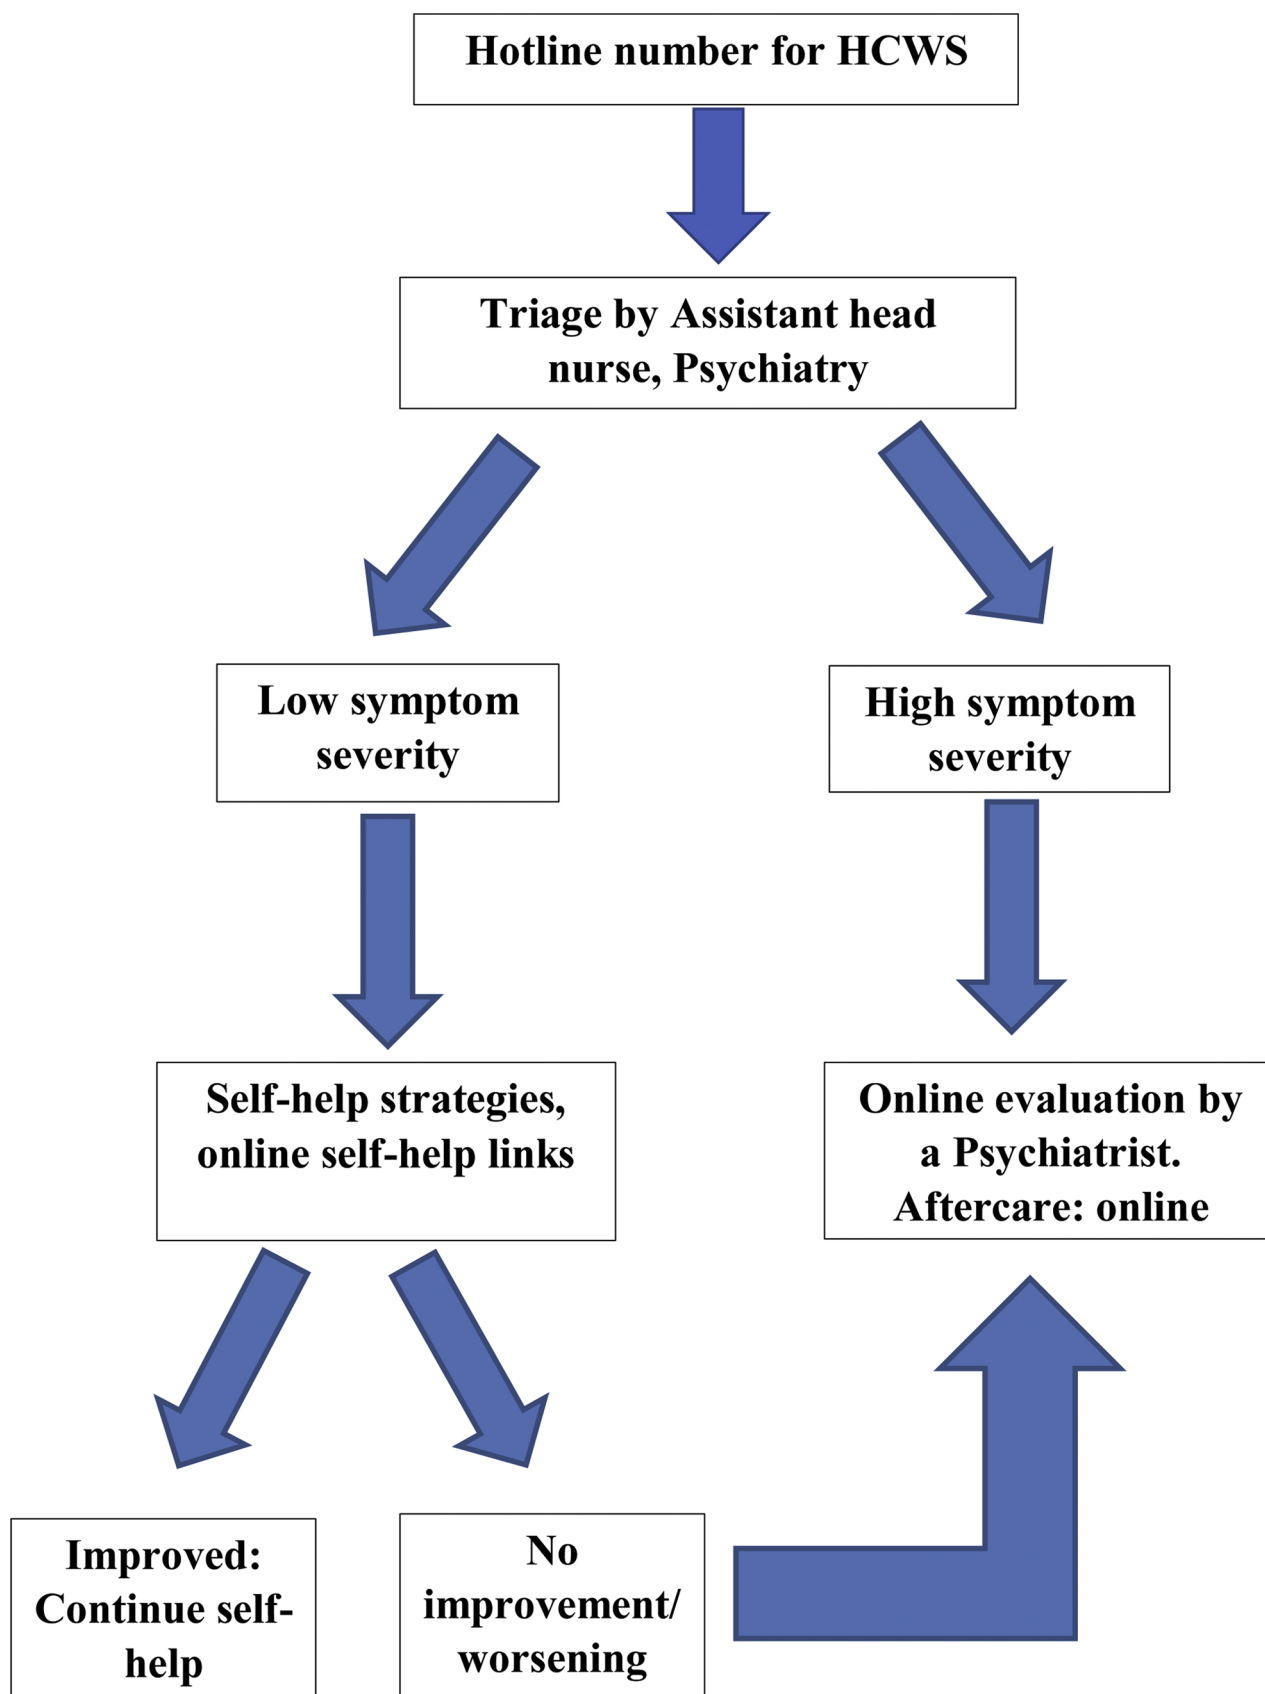 Hotline number for HCWS
Triage by Assistant head
nurse, Psychiatry
Low symptom
severity
High symptom
severity
Self-help strategies,
online self-help links
Online evaluation by
a Psychiatrist.
Aftercare: online
Improved:
Continue self-
help
No
improvement/
worsening